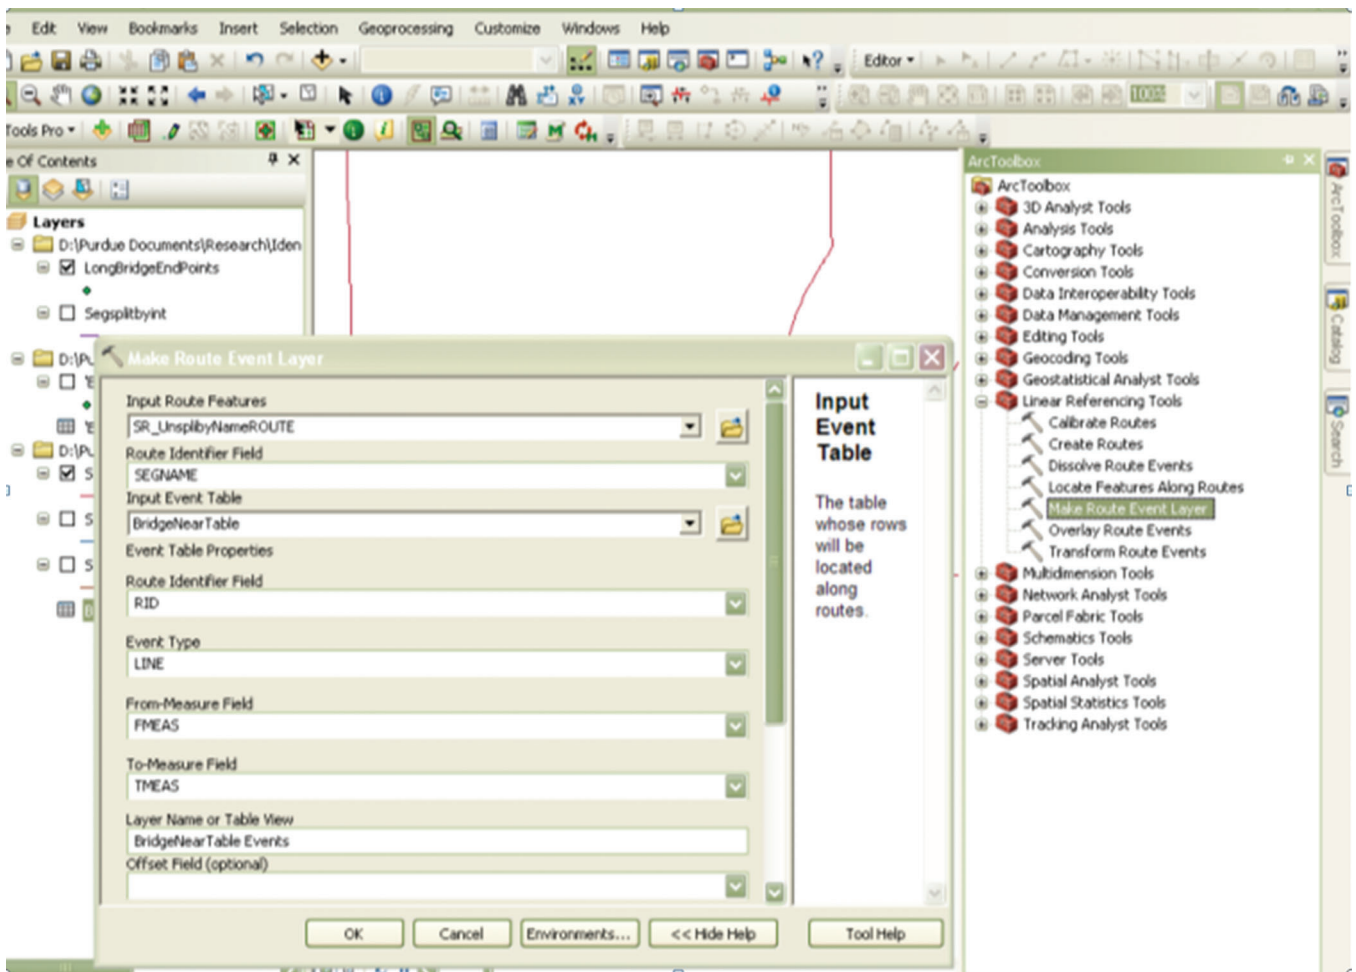 Edit View Bookmarks Insert Selection Geoprocessing Customize Windows Help
Editor
100%
Tools Pro
Of Contents
Layers
D:\Purdue Documents\Research\Iden
LongBridgeEndPoints
Segsplitbyint
D:\Pu
D:\Pu
S
S
S
Make Route Event Layer
Input Route Features
SR_UnsplibyNameROUTE
Route Identifier Field
SEGNAME
Input Event Table
BridgeNearTable
Event Table Properties
Route Identifier Field
RID
Event Type
LINE
From-Measure Field
FMEAS
To-Measure Field
TMEAS
Layer Name or Table View
BridgeNearTable Events
Offset Field (optional)
OK Cancel Environments... << Hide Help Tool Help
Input
Event
Table
The table
whose rows
will be
located
along
routes.
ArcToolbox
ArcToolbox
3D Analyst Tools
Analysis Tools
Cartography Tools
Conversion Tools
Data Interoperability Tools
Data Management Tools
Editing Tools
Geocoding Tools
Geostatistical Analyst Tools
Linear Referencing Tools
Calibrate Routes
Create Routes
Dissolve Route Events
Locate Features Along Routes
Make Route Event Layer
Overlay Route Events
Transform Route Events
Multidimension Tools
Network Analyst Tools
Parcel Fabric Tools
Schematics Tools
Server Tools
Spatial Analyst Tools
Spatial Statistics Tools
Tracking Analyst Tools
ArcToolbox
Catalog
Search